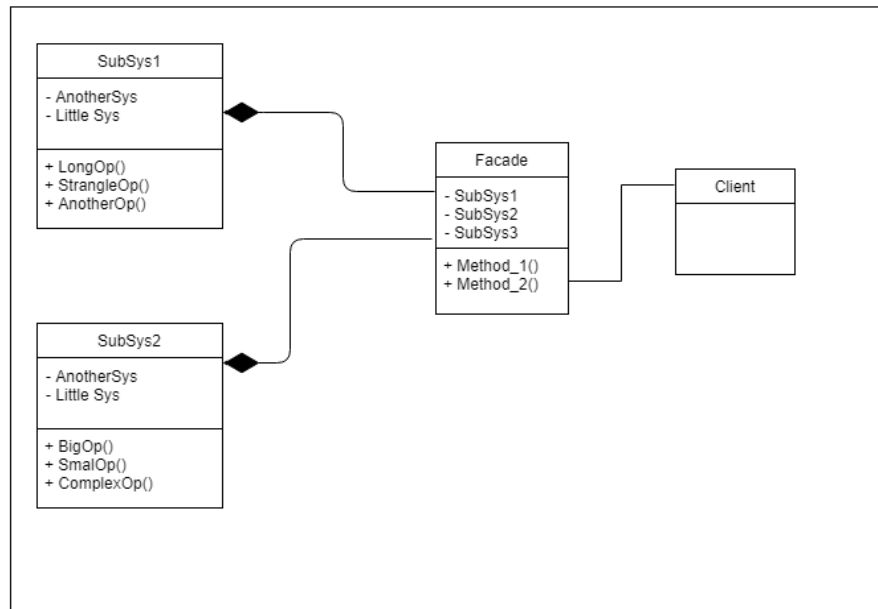 SubSys1
- AnotherSys
- Little Sys
+ LongOp()
+ StrangleOp()
+ AnotherOp()
Facade
- SubSys1
- SubSys2
- SubSys3
+ Method_1()
+ Method_2()
Client
SubSys2
- AnotherSys
- Little Sys
+ BigOp()
+ SmalOp()
+ ComplexOp()